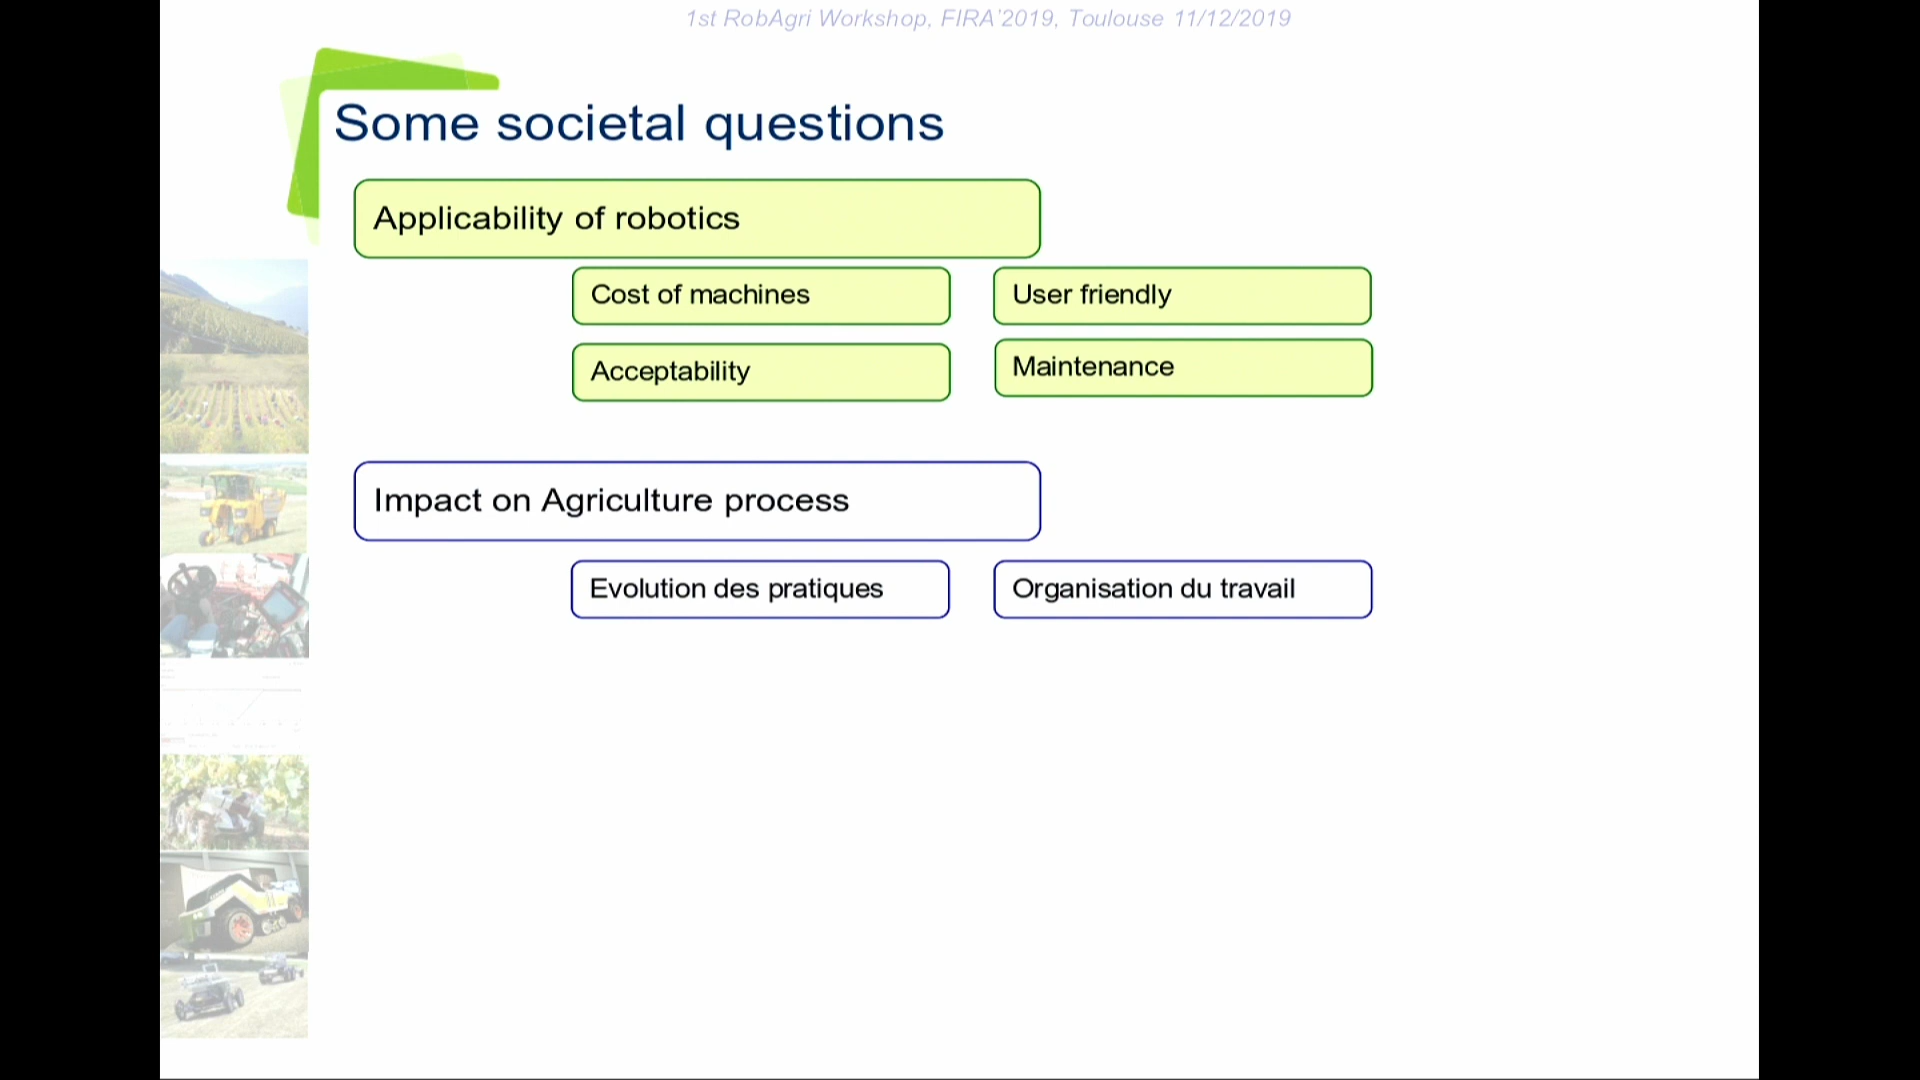 1st RobAgri Workshop, FIRA'2019, Toulouse 11/12/2019
Some societal questions
Applicability of robotics
Cost of machines
User friendly
Acceptability
Maintenance
Impact on Agriculture process
Evolution des pratiques
Organisation du travail